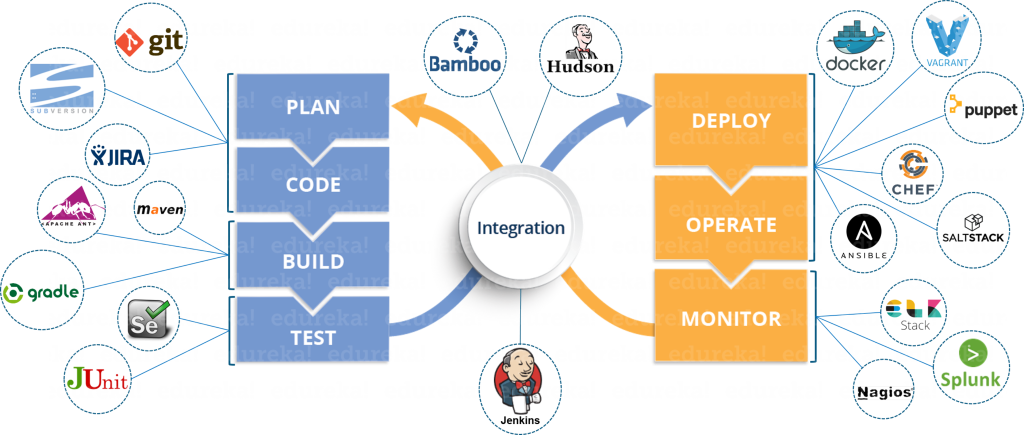 git
SUBVERSION
JIRA
APACHE ANT
maven
gradle
Se
JUnit
PLAN
CODE
BUILD
TEST
Bamboo
Hudson
Integration
Jenkins
DEPLOY
OPERATE
MONITOR
docker
VAGRANT
puppet
CHEF
ANSIBLE
SALTSTACK
ELK
Stack
Splunk
Nagios
edureka!